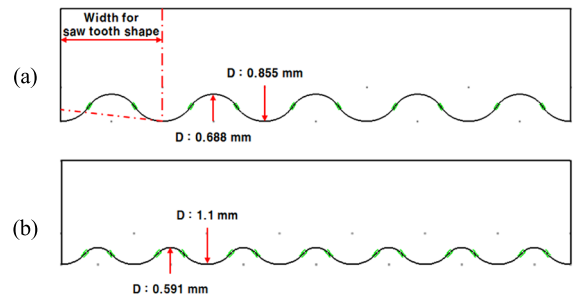 Width for
saw tooth shape
(a)
D : 0.855 mm
D : 0.688 mm
(b)
D : 1.1 mm
D : 0.591 mm